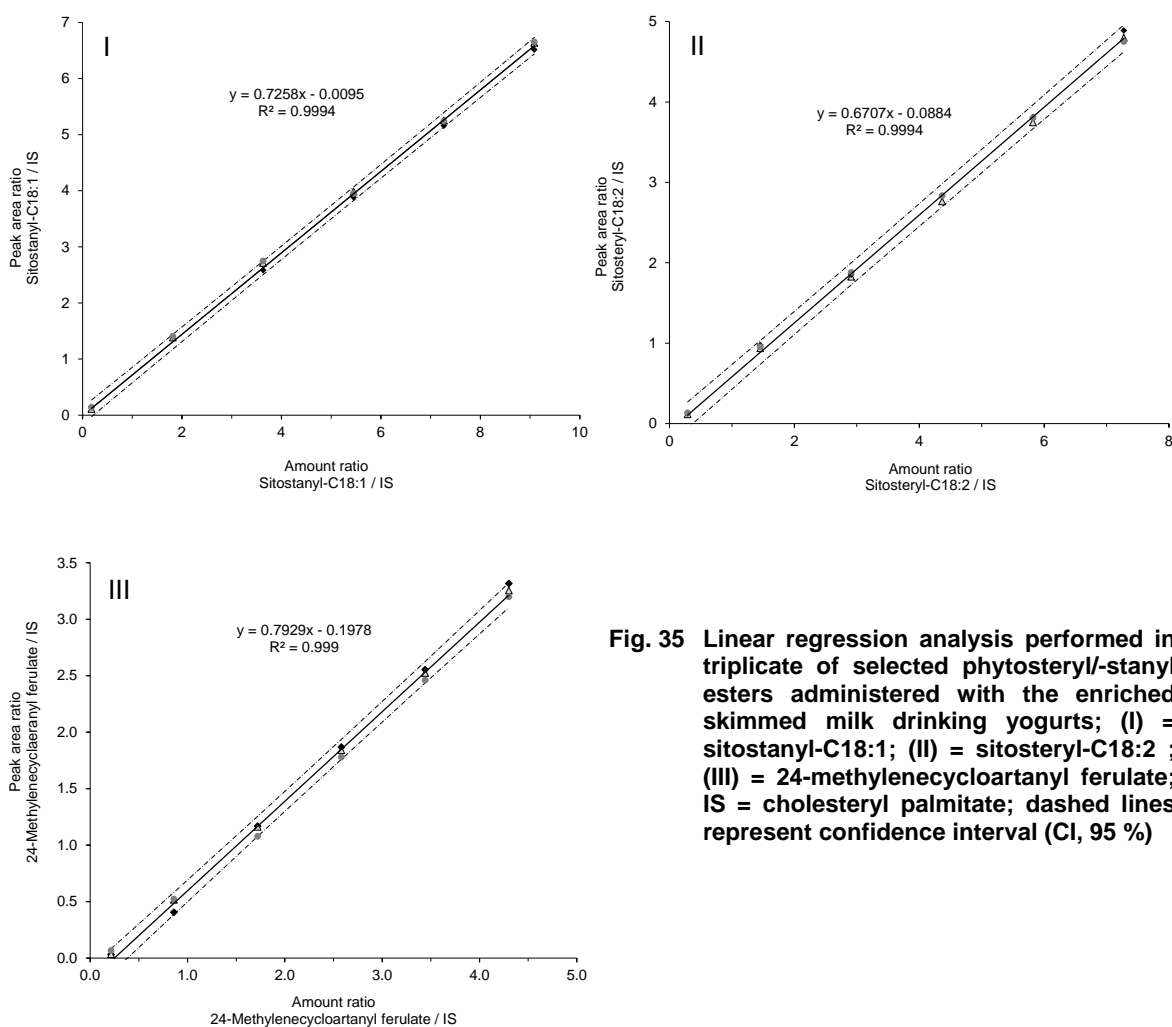 I
7
6
5
4
3
2
1
0
0
2
4
6
8
10
y = 0.7258x - 0.0095
R² = 0.9994
Peak area ratio
Sitostanyl-C18:1 / IS
Amount ratio
Sitostanyl-C18:1 / IS
II
5
4
3
2
1
0
0
2
4
6
8
y = 0.6707x - 0.0884
R² = 0.9994
Peak area ratio
Sitosteryl-C18:2 / IS
Amount ratio
Sitosteryl-C18:2 / IS
III
3.5
3.0
2.5
2.0
1.5
1.0
0.5
0.0
0.0
1.0
2.0
3.0
4.0
5.0
y = 0.7929x - 0.1978
R² = 0.999
Peak area ratio
24-Methylenecyclaeranyl ferulate / IS
Amount ratio
24-Methylenecycloartanyl ferulate / IS
Fig. 35 Linear regression analysis performed in
triplicate of selected phytosteryl/-stanyl
esters administered with the enriched
skimmed milk drinking yogurts; (I) =
sitostanyl-C18:1; (II) = sitosteryl-C18:2 ;
(III) = 24-methylenecycloartanyl ferulate;
IS = cholesteryl palmitate; dashed lines
represent confidence interval (CI, 95 %)